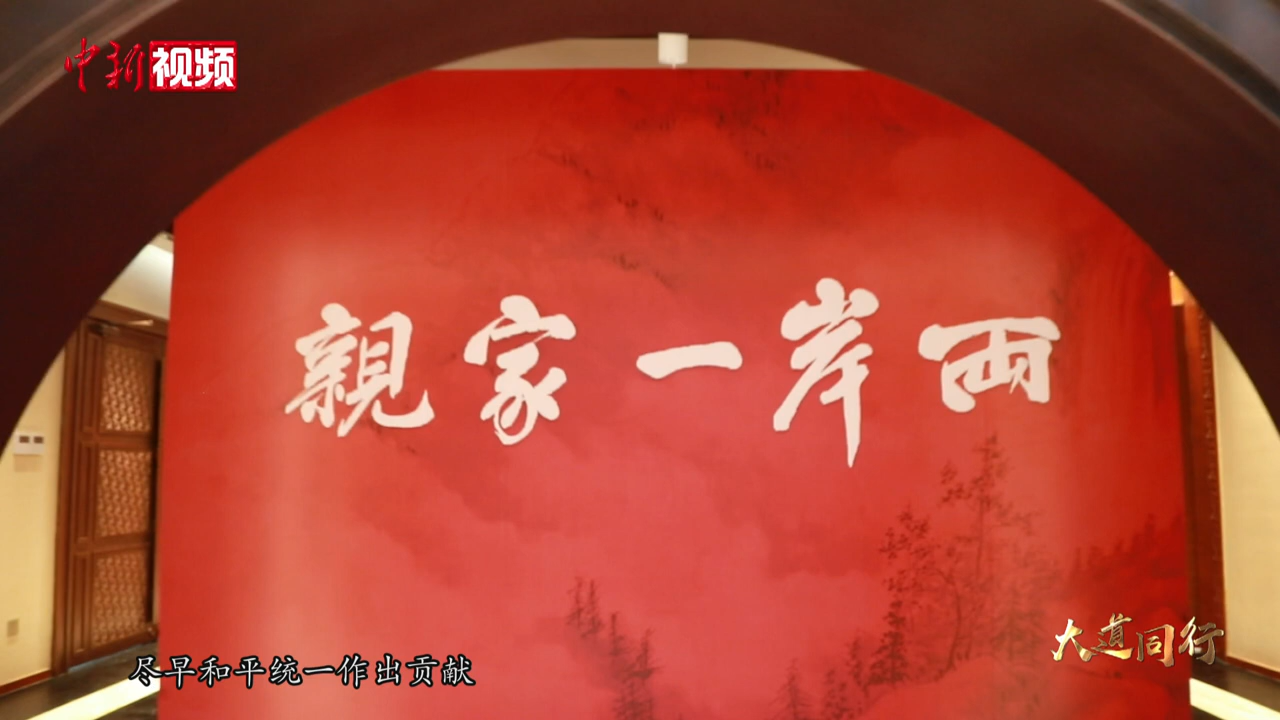 中新视频
親家一岸両
大道同行
尽早和平统一作出贡献